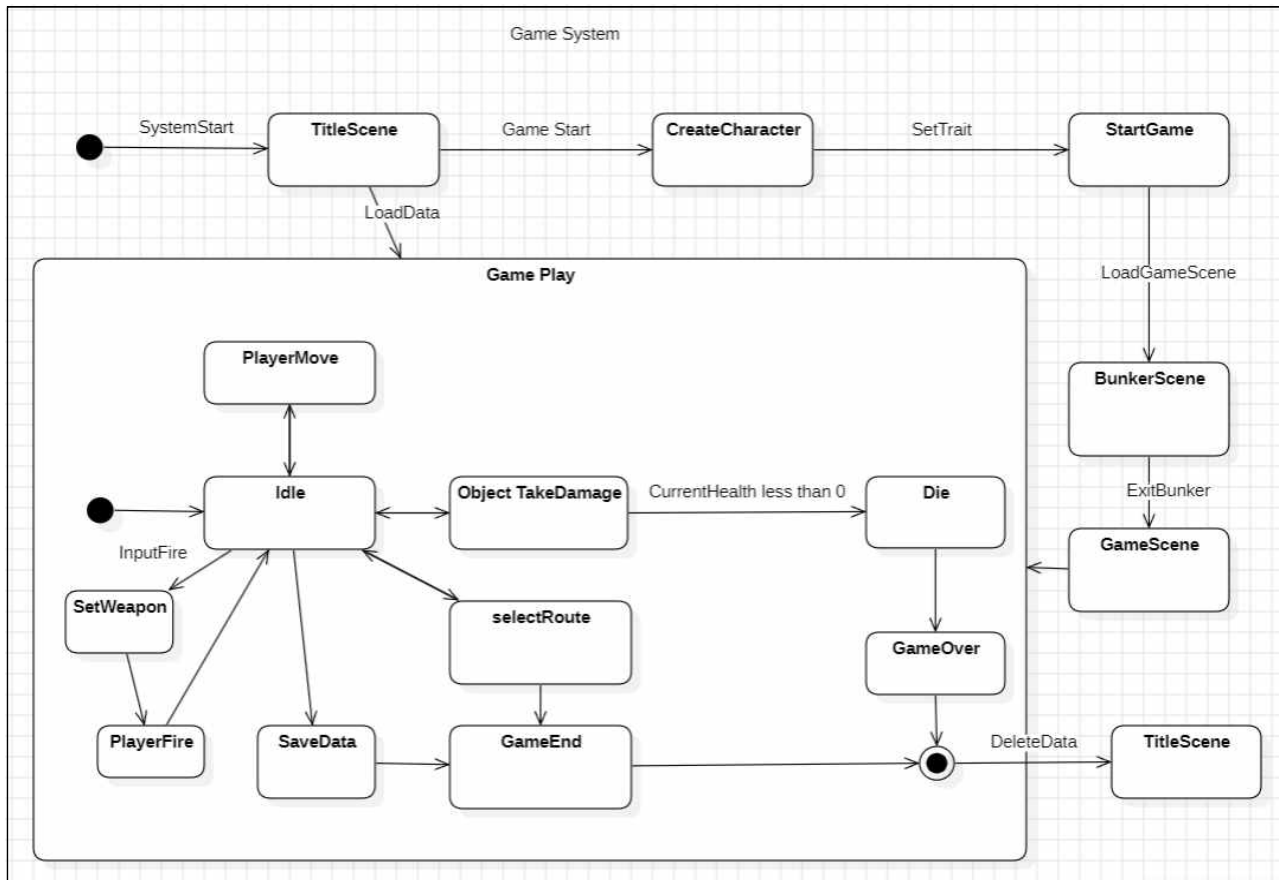 Game System
SystemStart
TitleScene
Game Start
CreateCharacter
SetTrait
StartGame
LoadData
LoadGameScene
Game Play
PlayerMove
BunkerScene
Idle
Object TakeDamage
CurrentHealth less than 0
Die
ExitBunker
GameScene
InputFire
SetWeapon
selectRoute
GameOver
PlayerFire
SaveData
GameEnd
DeleteData
TitleScene